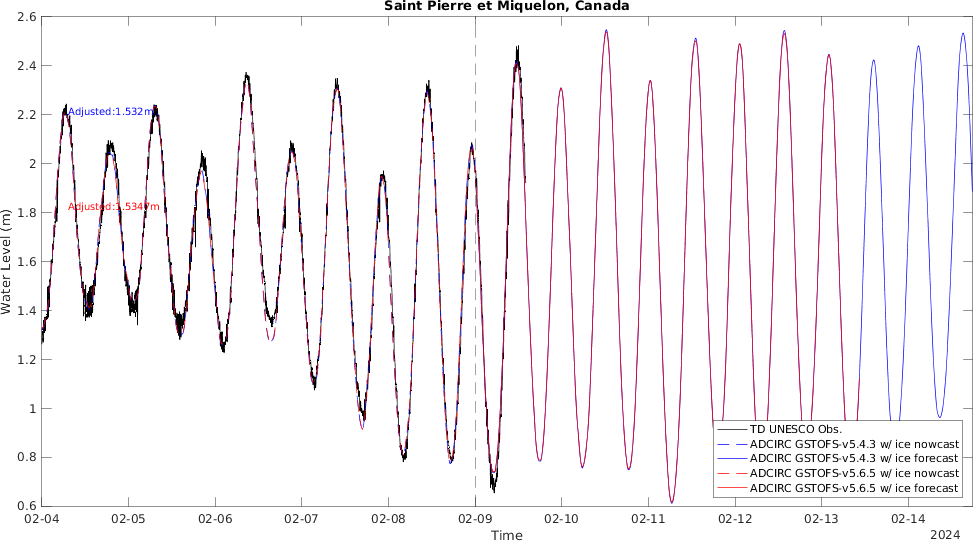 Saint Pierre et Miquelon, Canada
2.6
2.4
2.2
2
1.8
1.6
1.4
1.2
1
0.8
0.6
Water Level (m)
Adjusted:1.532m
Adjusted:1.5347m
TD UNESCO Obs.
ADCIRC GSTOFS-v5.4.3 w/ ice nowcast
ADCIRC GSTOFS-v5.4.3 w/ ice forecast
ADCIRC GSTOFS-v5.6.5 w/ ice nowcast
ADCIRC GSTOFS-v5.6.5 w/ ice forecast
02-04 02-05 02-06 02-07 02-08 02-09 02-10 02-11 02-12 02-13 02-14
Time
2024